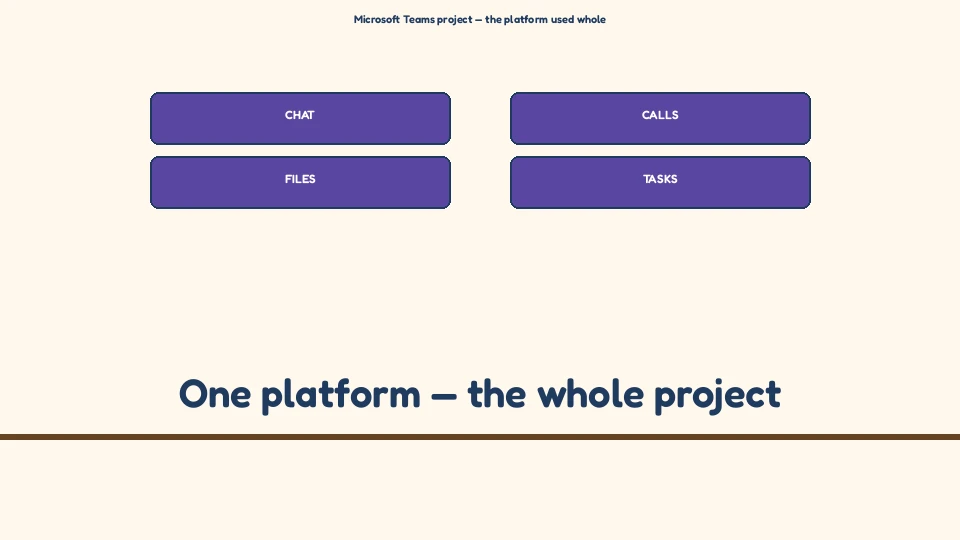 Microsoft Teams project — the platform used whole
CHAT
CALLS
FILES
TASKS
One platform — the whole project